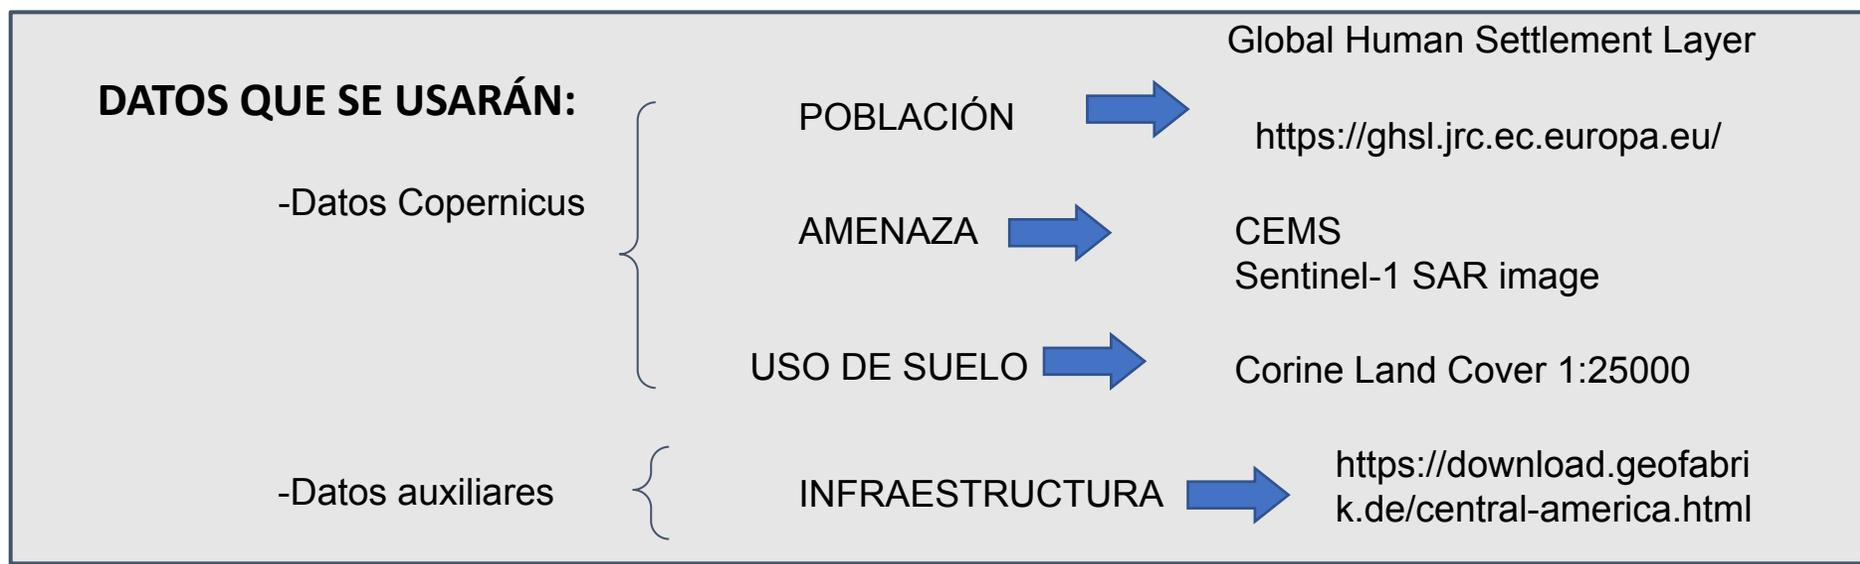 DATOS QUE SE USARÁN:
-Datos Copernicus
POBLACIÓN
Global Human Settlement Layer
https://ghsl.jrc.ec.europa.eu/
AMENAZA
CEMS
Sentinel-1 SAR image
USO DE SUELO
Corine Land Cover 1:25000
-Datos auxiliares
INFRAESTRUCTURA
https://download.geofabri
k.de/central-america.html